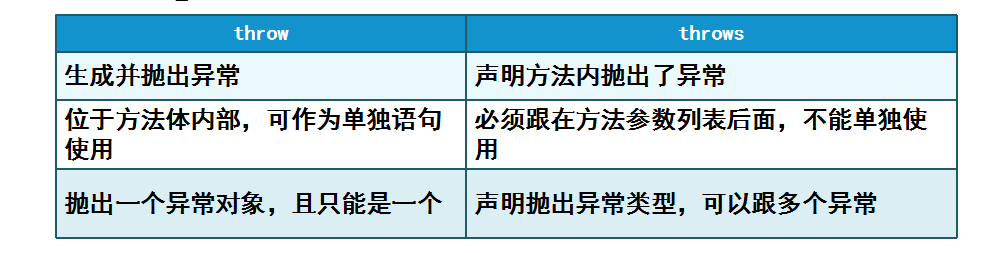 throw throws
生成并抛出异常 声明方法内抛出了异常
位于方法体内部，可作为单独语句 必须跟在方法参数列表后面，不能单独使
使用 用
抛出一个异常对象，且只能是一个 声明抛出异常类型，可以跟多个异常